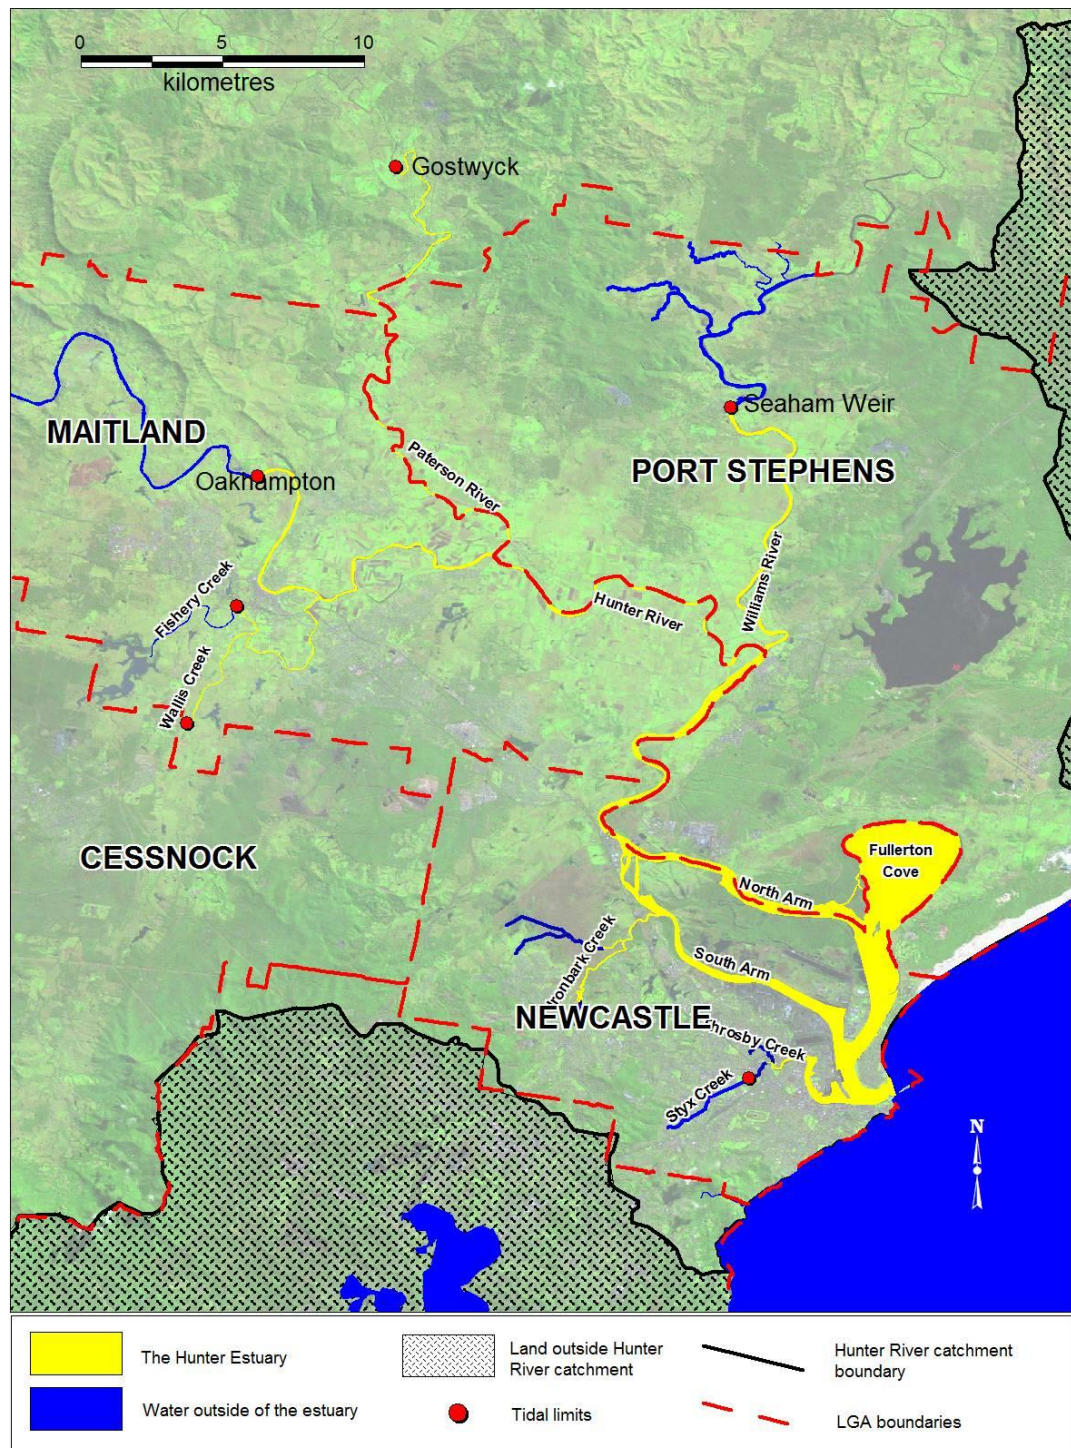 0 5 10
kilometres
Gostwyck
Seaham Weir
MAITLAND
PORT STEPHENS
Oakhampton
Paterson River
Fishery Creek
Hunter River
Williams River
Wallis Creek
CESSNOCK
Fullerton
Cove
North Arm
South Arm
Ironbark Creek
NEWCASTLE
hrosby Creek
Styx Creek
N
The Hunter Estuary
Land outside Hunter
River catchment
Hunter River catchment
boundary
Water outside of the estuary
Tidal limits
LGA boundaries